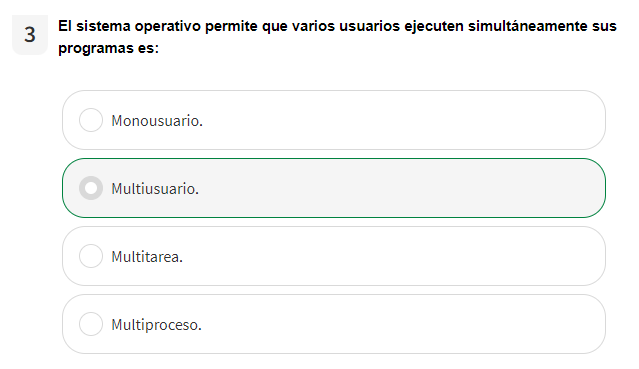 3
El sistema operativo permite que varios usuarios ejecuten simultáneamente sus
programas es:
Monousuario.
Multiusuario.
Multitarea.
Multiproceso.